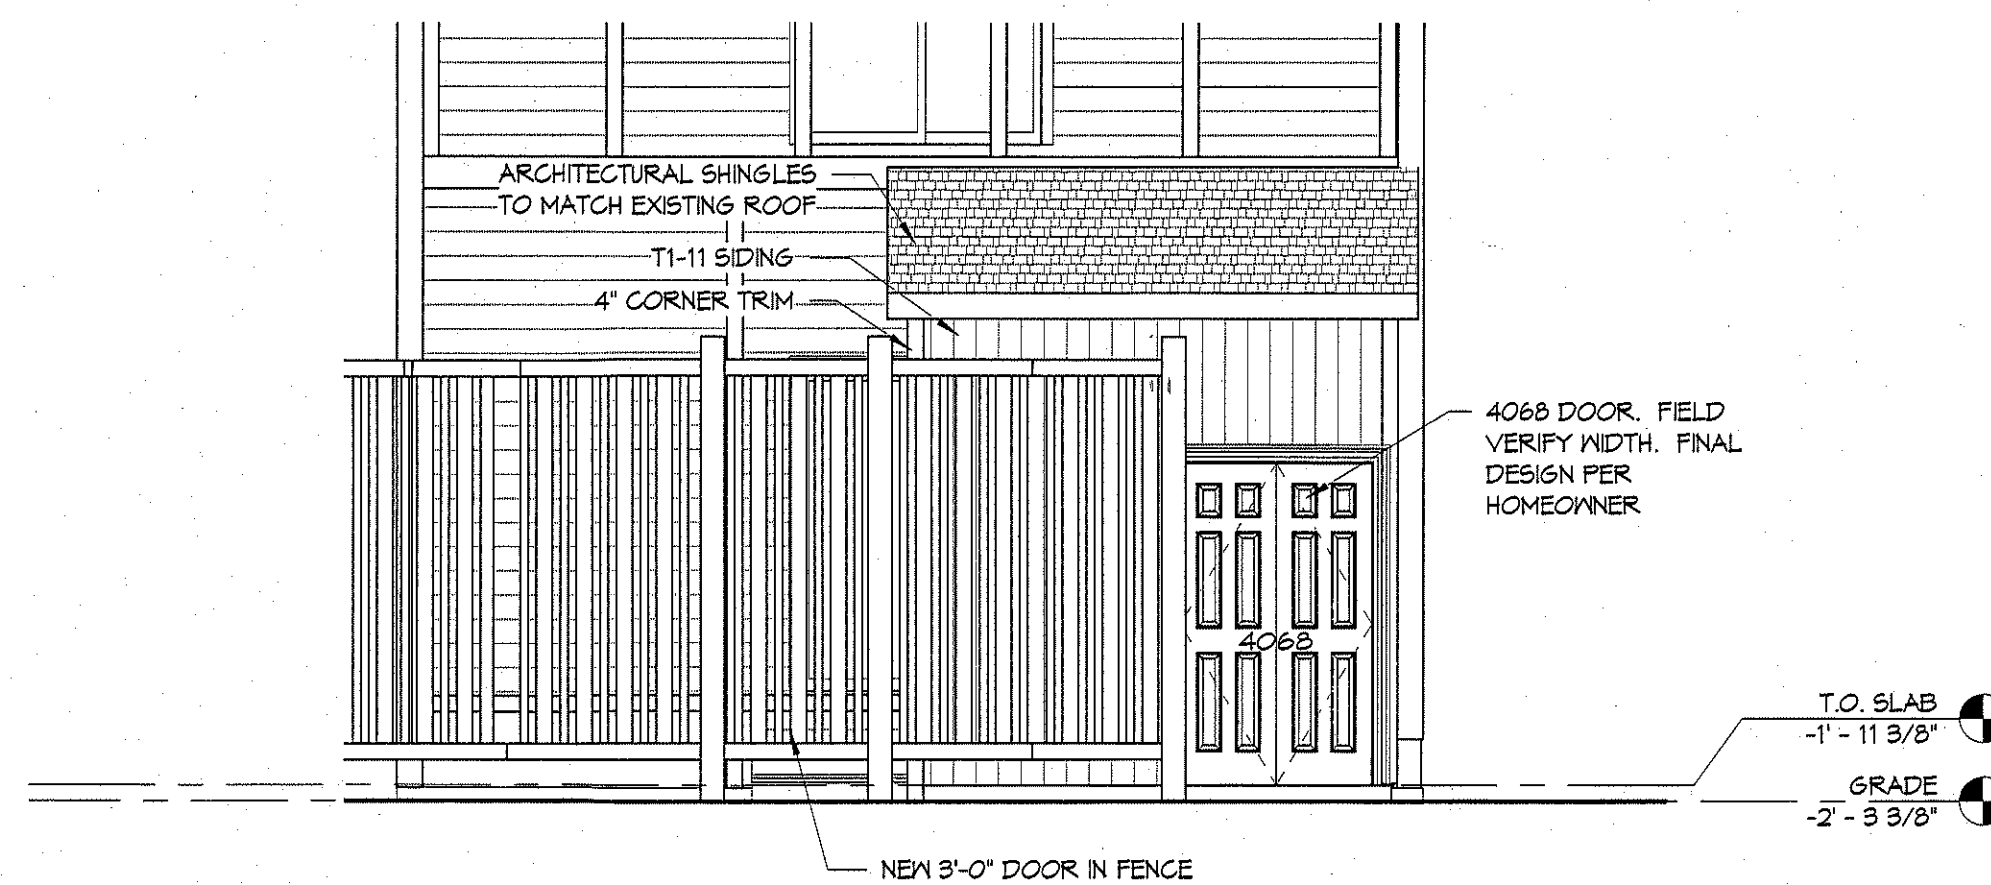 ARCHITECTURAL SHINGLES
TO MATCH EXISTING ROOF
T1-11 SIDING
4" CORNER TRIM
4068 DOOR. FIELD
VERIFY WIDTH. FINAL
DESIGN PER
HOMEOWNER
4068
T.O. SLAB
-1' - 11 3/8"
GRADE
-2' - 3 3/8"
NEW 3'-0" DOOR IN FENCE